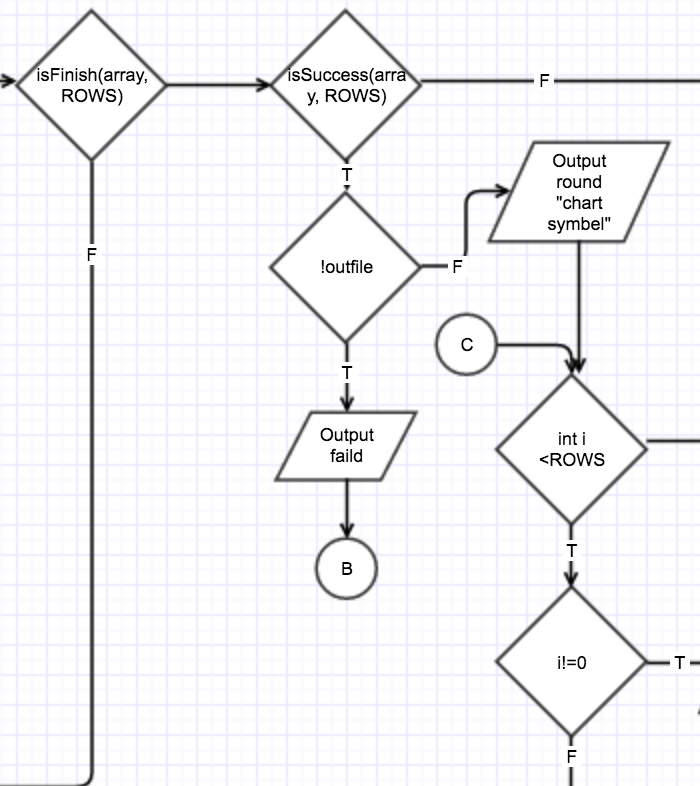 isFinish(array,
ROWS)
isSuccess(arra
y, ROWS)
F
T
Output
round
"chart
symbel"
F
!outfile
F
C
T
Output
faild
int i
<ROWS
B
T
i!=0
T
F